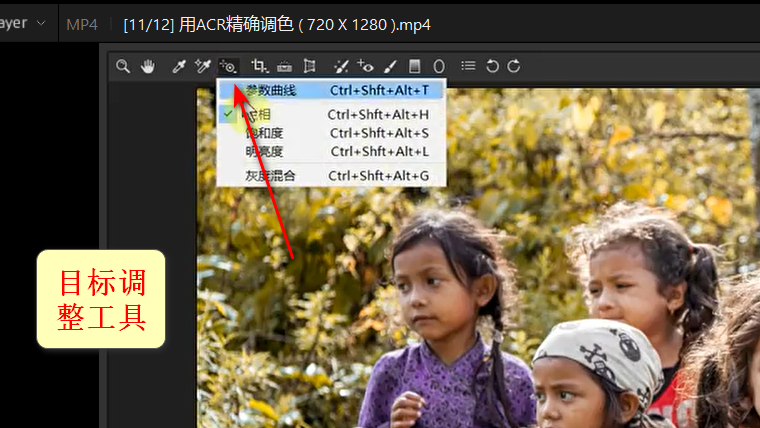 ayer MP4 [11/12] 用ACR精确调色 ( 720 X 1280 ).mp4
参数曲线 Ctrl+Shft+Alt+T
色相 Ctrl+Shft+Alt+H
饱和度 Ctrl+Shft+Alt+S
明亮度 Ctrl+Shft+Alt+L
灰度混合 Ctrl+Shft+Alt+G
目标调
整工具